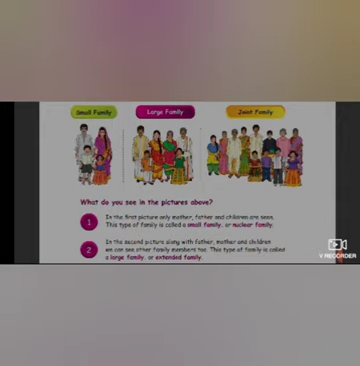 Small Family
Large Family
Joint Family
What do you see in the pictures above?
1
In the first picture only mother, father and children are seen.
This type of family is called a small family, or nuclear family.
2
In the second picture along with father, mother and children
we can see other family members too. This type of family is called
a large family, or extended family.
V RECORDER